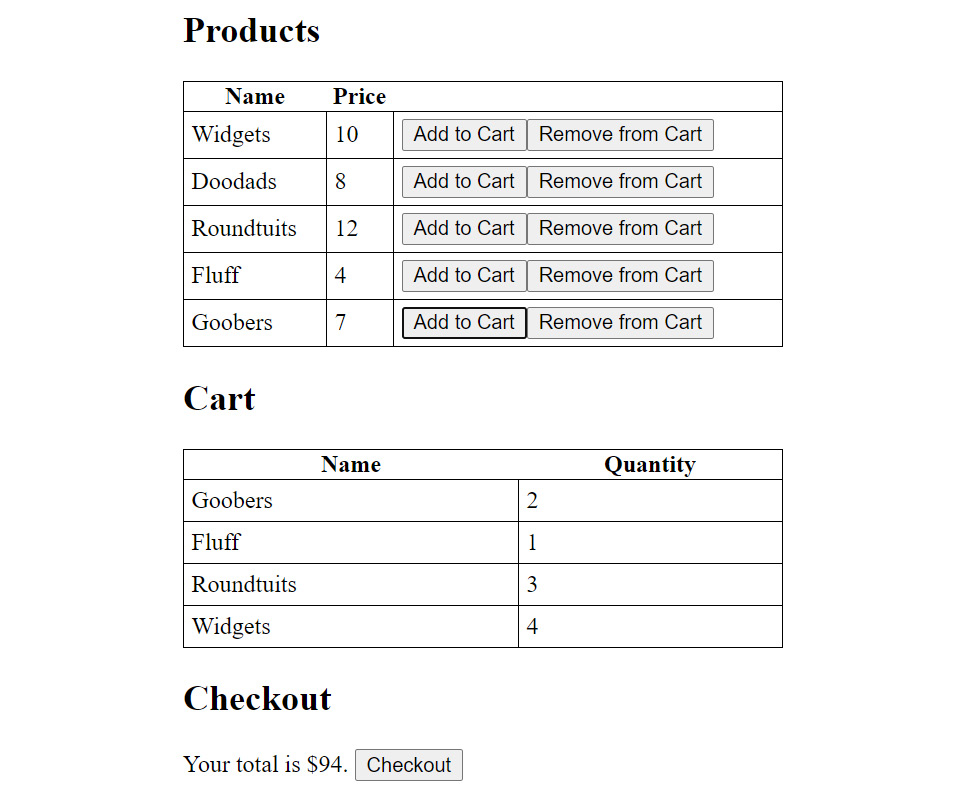 Products
Name Price
Widgets 10 Add to Cart Remove from Cart
Doodads 8 Add to Cart Remove from Cart
Roundtuits 12 Add to Cart Remove from Cart
Fluff 4 Add to Cart Remove from Cart
Goobers 7 Add to Cart Remove from Cart
Cart
Name Quantity
Goobers 2
Fluff 1
Roundtuits 3
Widgets 4
Checkout
Your total is $94. Checkout